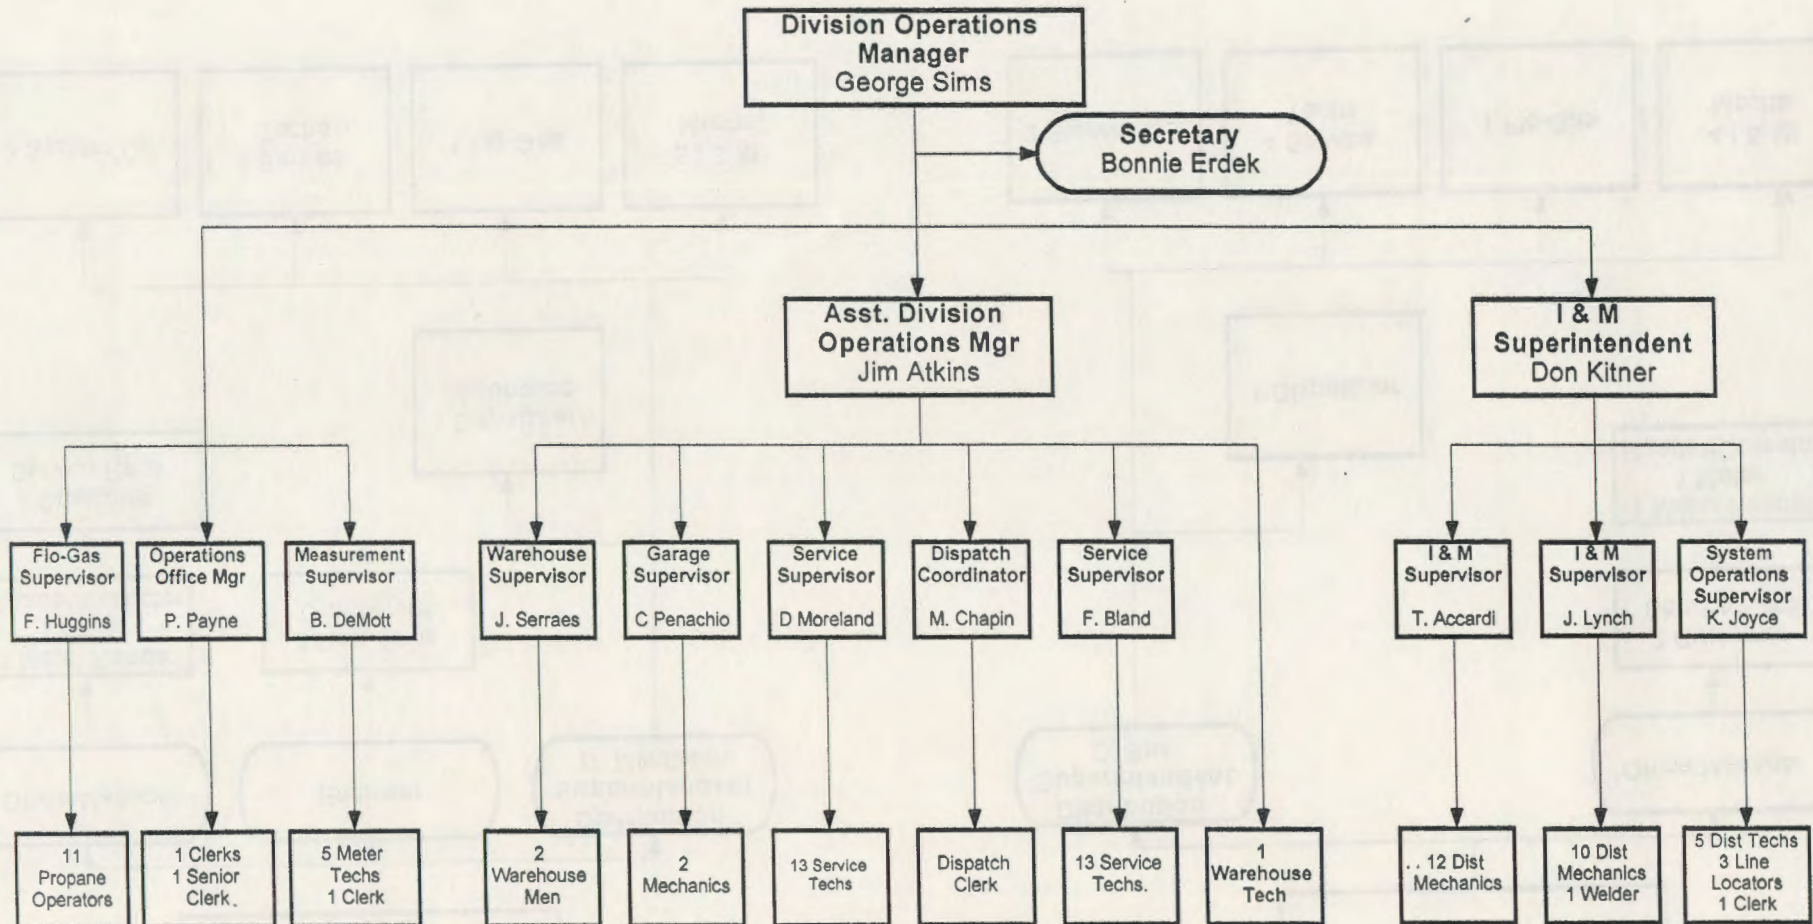 Division Operations
Manager
George Sims
Secretary
Bonnie Erdek
Asst. Division
Operations Mgr
Jim Atkins
I & M
Superintendent
Don Kitner
Flo-Gas
Supervisor
F. Huggins
Operations
Office Mgr
P. Payne
Measurement
Supervisor
B. DeMott
Warehouse
Supervisor
J. Serraes
Garage
Supervisor
C Penachio
Service
Supervisor
D Moreland
Dispatch
Coordinator
M. Chapin
Service
Supervisor
F. Bland
I & M
Supervisor
T. Accardi
I & M
Supervisor
J. Lynch
System
Operations
Supervisor
K. Joyce
11
Propane
Operators
1 Clerks
1 Senior
Clerk.
5 Meter
Techs
1 Clerk
2
Warehouse
Men
2
Mechanics
13 Service
Techs
Dispatch
Clerk
13 Service
Techs.
1
Warehouse
Tech
.. 12 Dist
Mechanics
10 Dist
Mechanics
1 Welder
5 Dist Techs
3 Line
Locators
1 Clerk